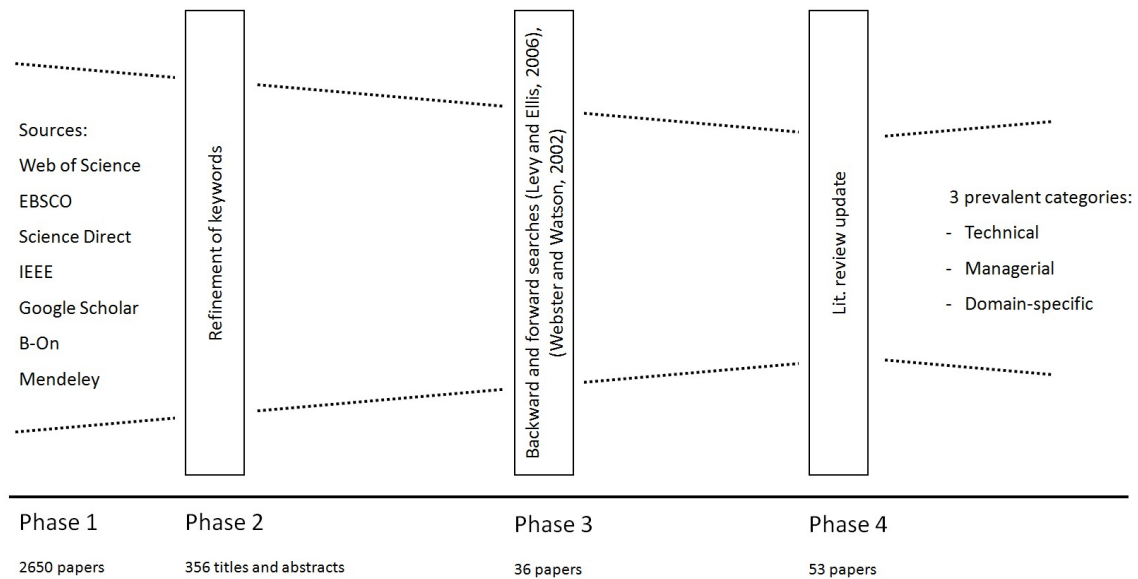 Sources:
Web of Science
EBSCO
Science Direct
IEEE
Google Scholar
B-On
Mendeley
Refinement of keywords
Backward and forward searches (Levy and Ellis, 2006),
(Webster and Watson, 2002)
Lit. review update
3 prevalent categories:
- Technical
- Managerial
- Domain-specific
Phase 1
2650 papers
Phase 2
356 titles and abstracts
Phase 3
36 papers
Phase 4
53 papers